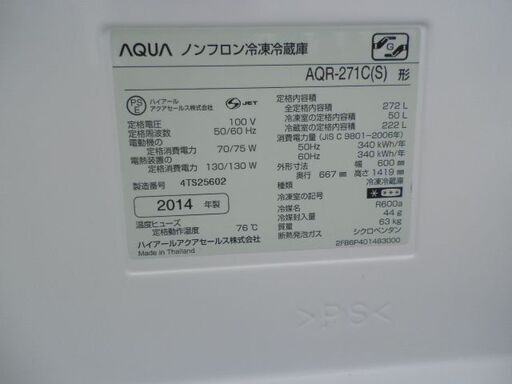 AQUA ノンフロン冷凍冷蔵庫
AQR-271C(S) 形
PS E ハイアール アクアセールス株式会社 S JET
定格電圧 100 V
定格周波数 50/60 Hz
電動機の
定格消費電力 70/75 W
電熱装置の
定格消費電力 130/130 W
製造番号 4TS25602
2014 年製
温度ヒューズ
定格動作温度 76℃
ハイアールアクアセールス株式会社
Made in Thailand
定格内容積
全定格内容積 272 L
冷凍室の定格内容積 50 L
冷蔵室の定格内容積 222 L
消費電力量 (JIS C 9801-2006年)
50Hz 340 kWh/年
60Hz 340 kWh/年
外形寸法 幅 600 mm
奥行 667 mm 高さ 1419 mm
種類 冷凍冷蔵庫
冷凍室の記号
冷媒名 R600a
冷媒封入量 44 g
質量 63 kg
断熱発泡ガス シクロペンタン
2FB6P401483000
>PS<